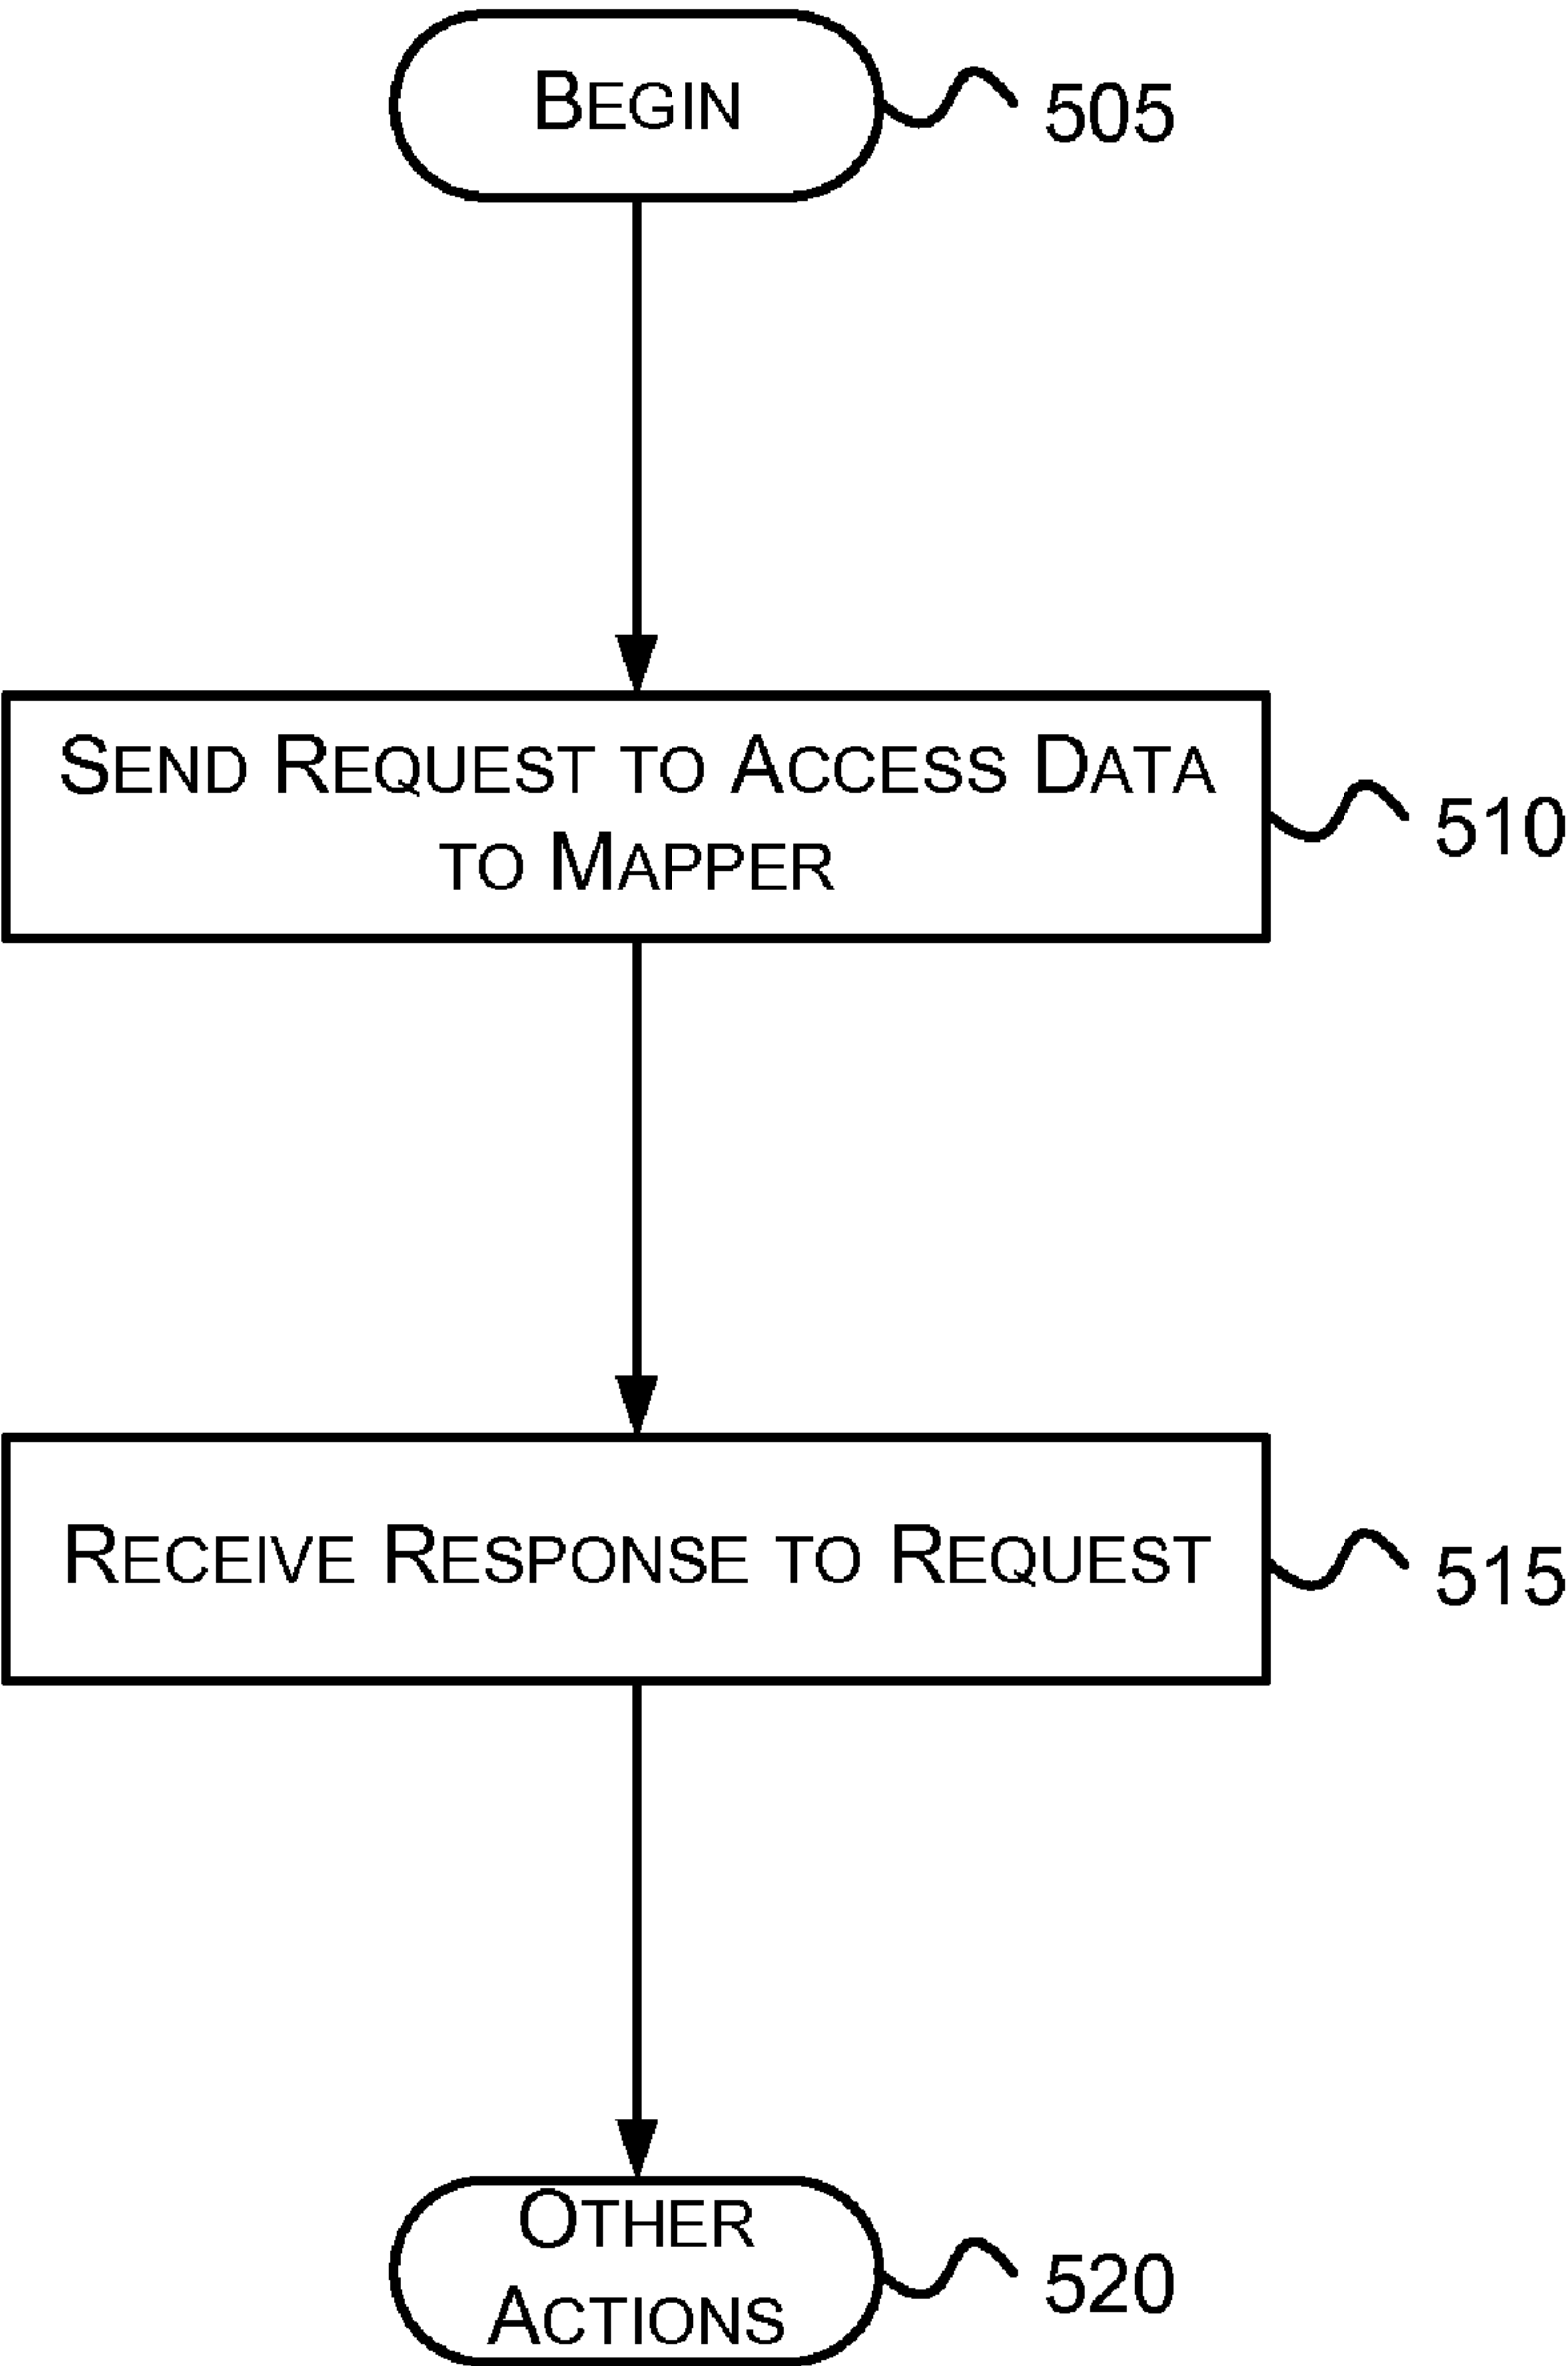 BEGIN
505
SEND REQUEST TO ACCESS DATA
TO MAPPER
510
RECEIVE RESPONSE TO REQUEST
515
OTHER
ACTIONS
520